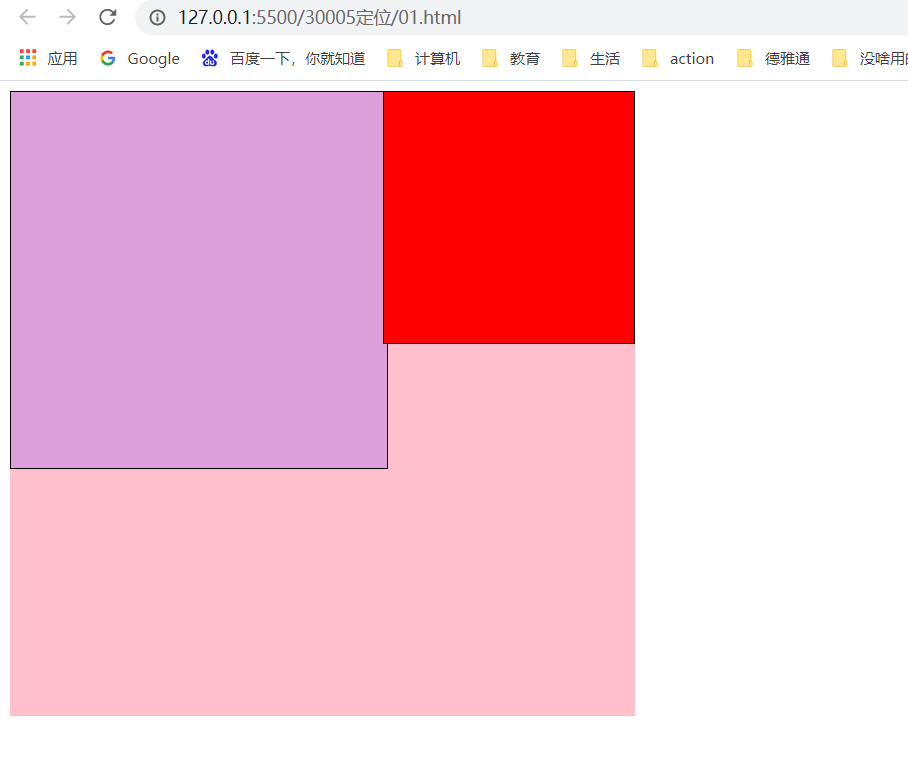 127.0.0.1:5500/30005定位/01.html
应用 Google 百度一下，你就知道 计算机 教育 生活 action 德雅通 没啥用的